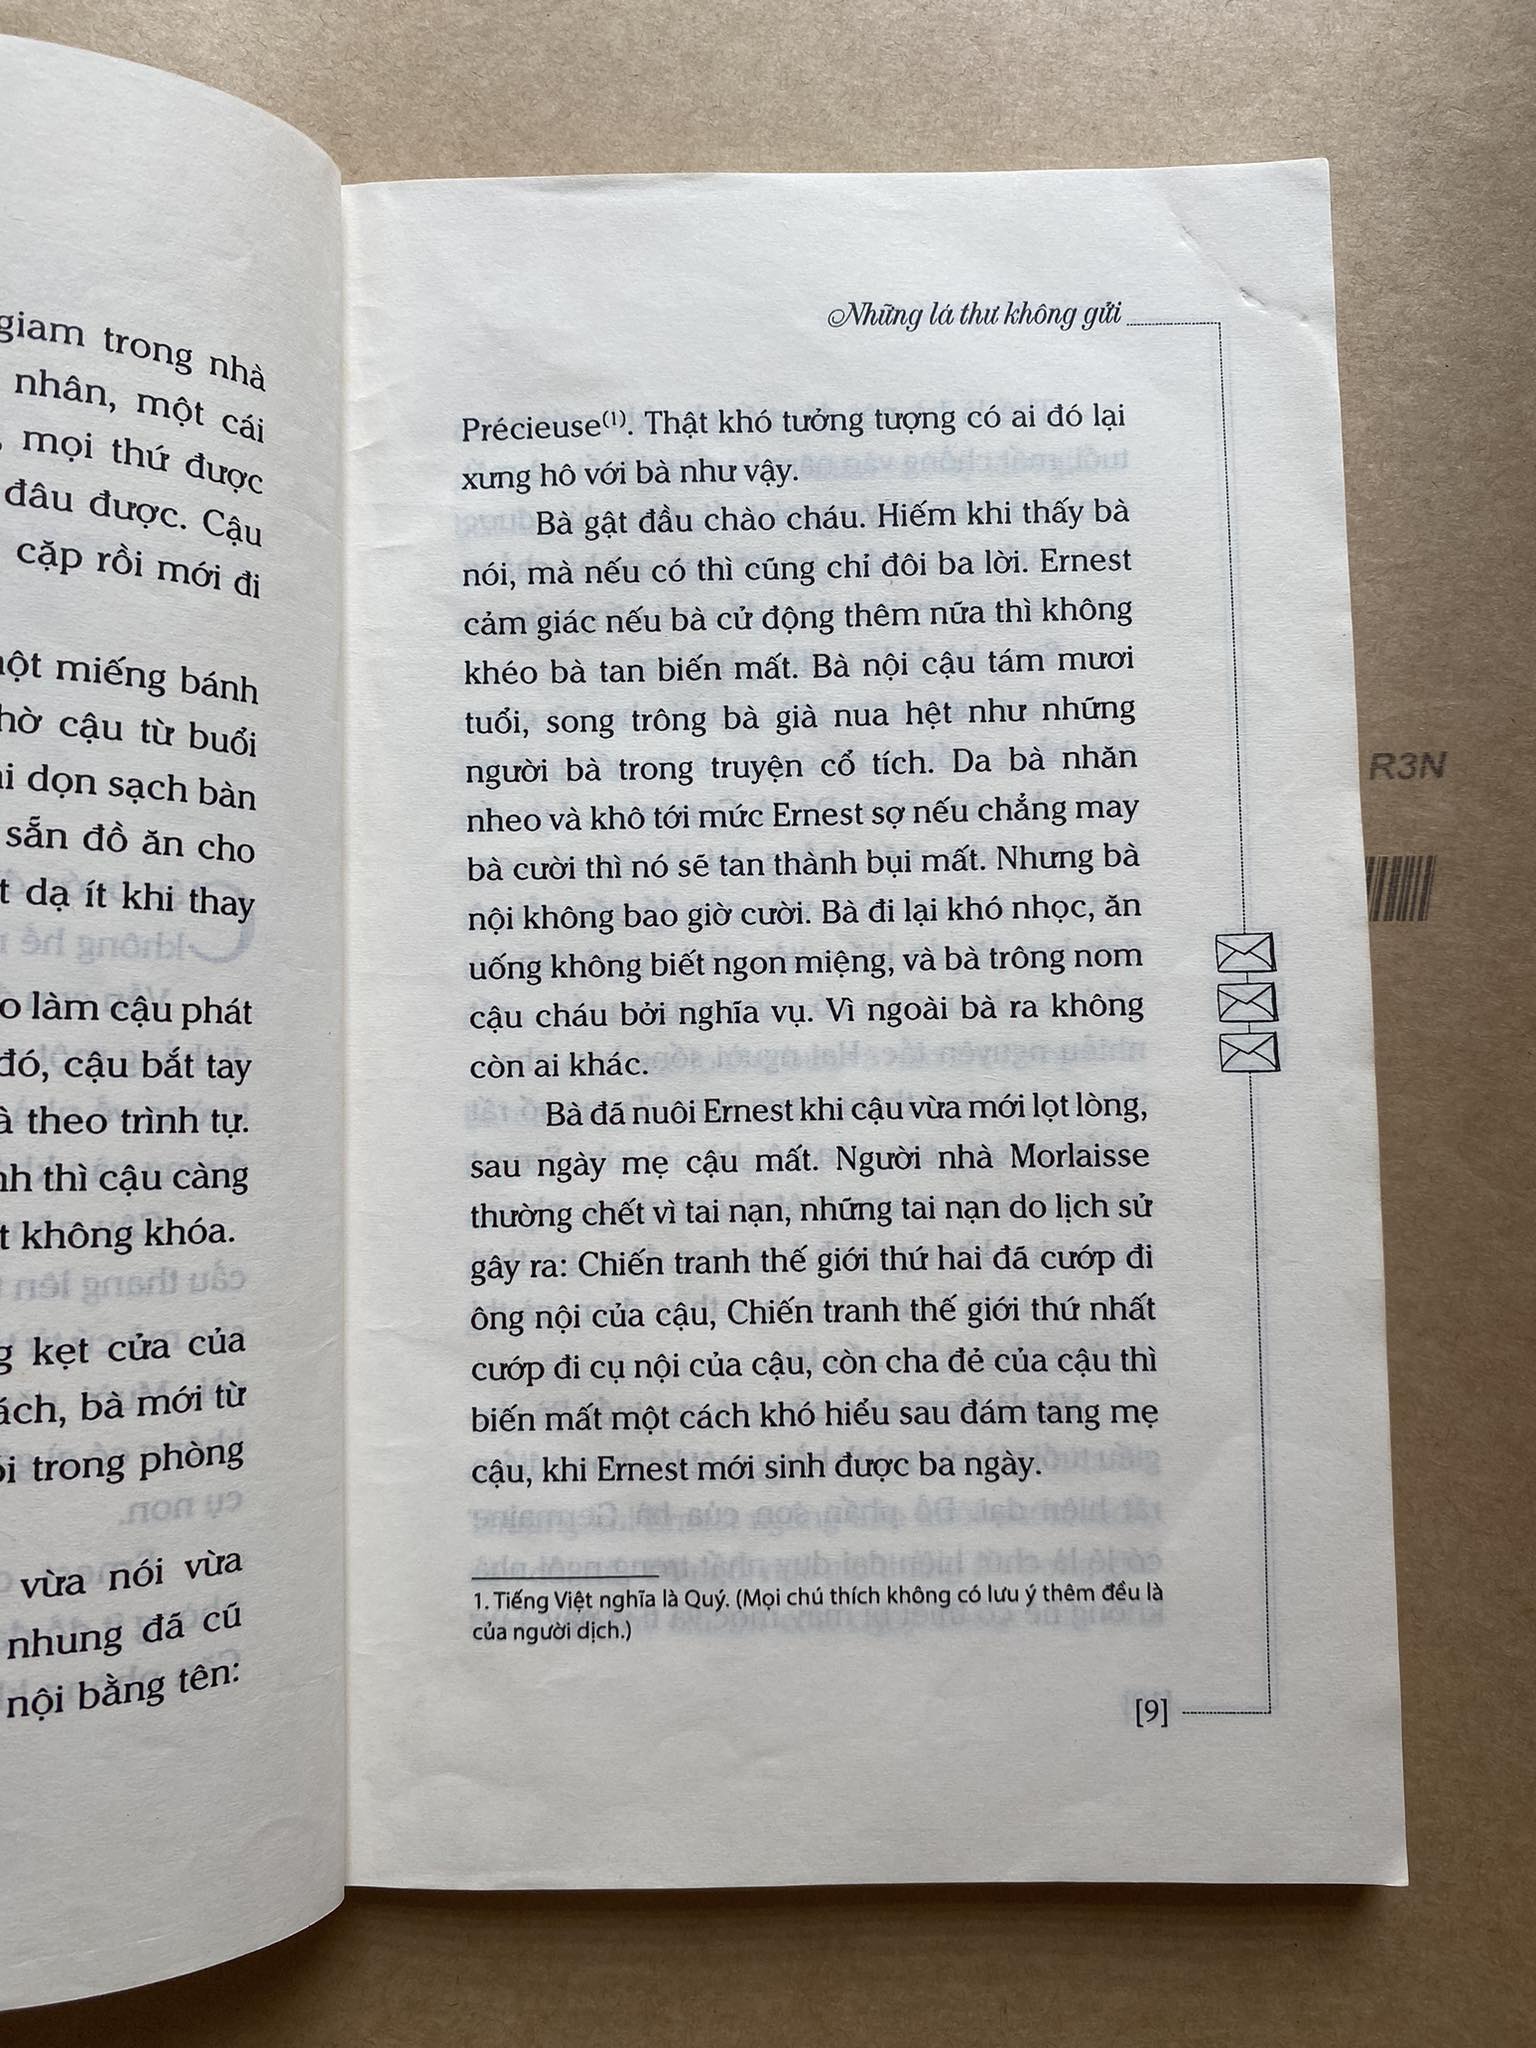 giam trong nhà
nhân, một cái
mọi thứ được
đâu được. Cậu
cặp rồi mới đi
một miếng bánh
cậu từ buổi
dọn sạch bàn
sẵn đồ ăn cho
dạ ít khi thay
làm cậu phát
đó, cậu bắt tay
theo trình tự.
thì cậu càng
không khóa.
kẹt cửa của
bà mới từ
trong phòng
vừa nói vừa
nhung đã cũ
nội bằng tên:
Những lá thư không gửi
Précieuse(1). Thật khó tưởng tượng có ai đó lại
xưng hô với bà như vậy.
Bà gật đầu chào cháu. Hiếm khi thấy bà
nói, mà nếu có thì cũng chỉ đôi ba lời. Ernest
cảm giác nếu bà cử động thêm nữa thì không
khéo bà tan biến mất. Bà nội cậu tám mươi
tuổi, song trông bà già nua hệt như những
người bà trong truyện cổ tích. Da bà nhăn
nheo và khô tới mức Ernest sợ nếu chẳng may
bà cười thì nó sẽ tan thành bụi mất. Nhưng bà
nội không bao giờ cười. Bà đi lại khó nhọc, ăn
uống không biết ngon miệng, và bà trông nom
cậu cháu bởi nghĩa vụ. Vì ngoài bà ra không
còn ai khác.
Bà đã nuôi Ernest khi cậu vừa mới lọt lòng,
sau ngày mẹ cậu mất. Người nhà Morlaisse
thường chết vì tai nạn, những tai nạn do lịch sử
gây ra: Chiến tranh thế giới thứ hai đã cướp đi
ông nội của cậu, Chiến tranh thế giới thứ nhất
cướp đi cụ nội của cậu, còn cha đẻ của cậu thì
biến mất một cách khó hiểu sau đám tang mẹ
cậu, khi Ernest mới sinh được ba ngày.
1. Tiếng Việt nghĩa là Quý. (Mọi chú thích không có lưu ý thêm đều là
của người dịch.)
[9]
R3N